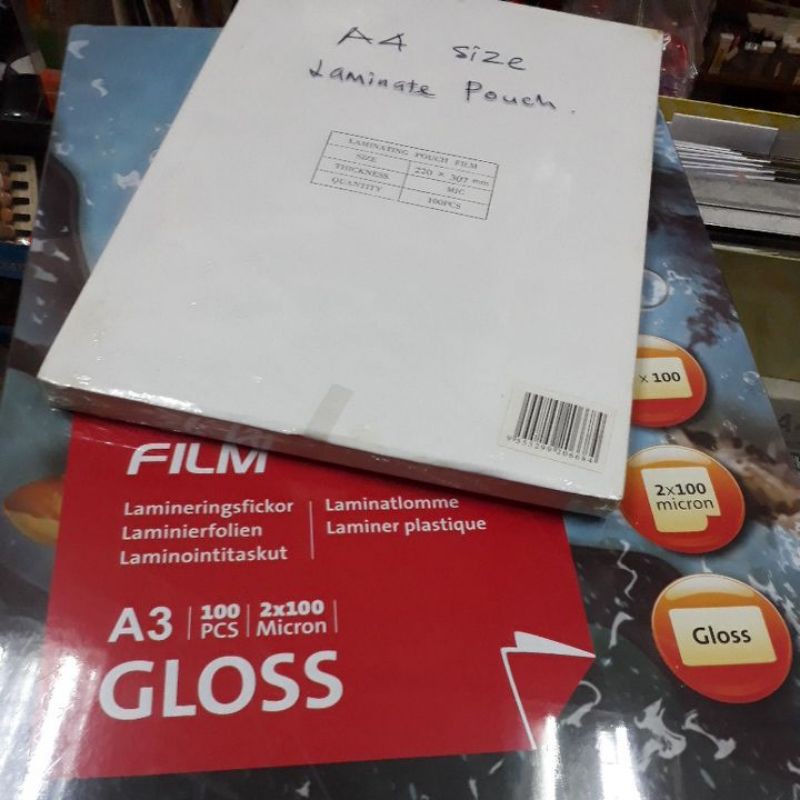 A4 size
Laminate Pouch.
LAMINATING POUCH FILM
SIZE 220 × 307 mm
THICKNESS MIC
QUANTITY 100PCS
× 100
FILM
2x100
micron
Lamineringsfickor
Laminierfolien
Laminointitaskut
Laminatlomme
Laminer plastique
A3 100 PCS 2x100 Micron
GLOSS
Gloss